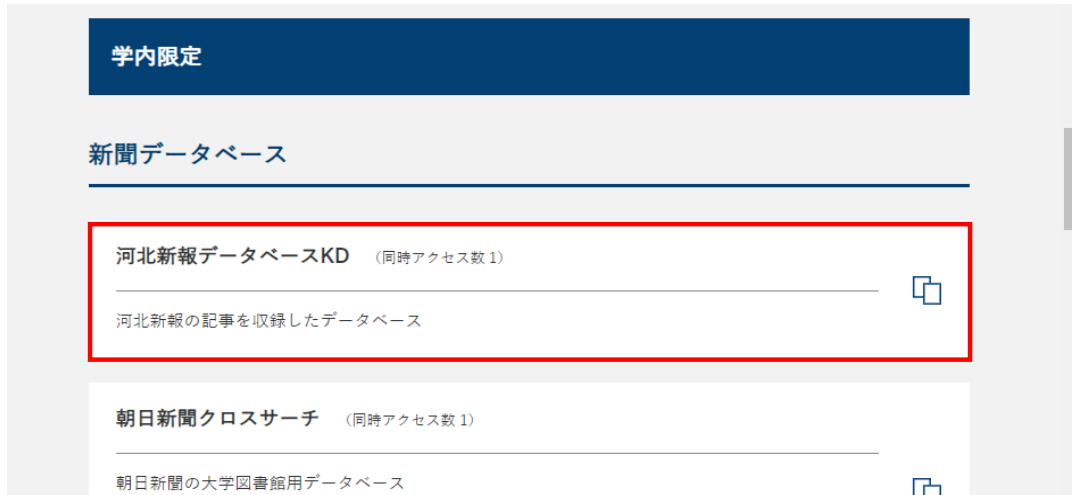 学内限定
新聞データベース
河北新報データベースKD （同時アクセス数 1）
河北新報の記事を収録したデータベース
朝日新聞クロスサーチ （同時アクセス数 1）
朝日新聞の大学図書館用データベース